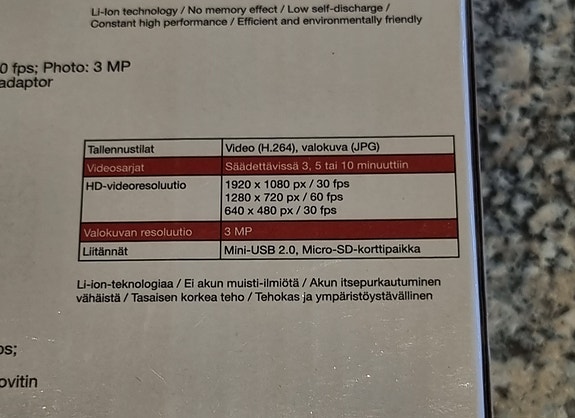 Li-Ion technology / No memory effect / Low self-discharge /
Constant high performance / Efficient and environmentally friendly
0 fps; Photo: 3 MP
adaptor
Tallennustilat Video (H.264), valokuva (JPG)
Videosarjat Säädettävissä 3, 5 tai 10 minuuttiin
HD-videoresoluutio 1920 x 1080 px / 30 fps
1280 x 720 px / 60 fps
640 x 480 px / 30 fps
Valokuvan resoluutio 3 MP
Liitännät Mini-USB 2.0, Micro-SD-korttipaikka
Li-ion-teknologiaa / Ei akun muisti-ilmiötä / Akun itsepurkautuminen
vähäistä / Tasaisen korkea teho / Tehokas ja ympäristöystävällinen
os;
ovitin